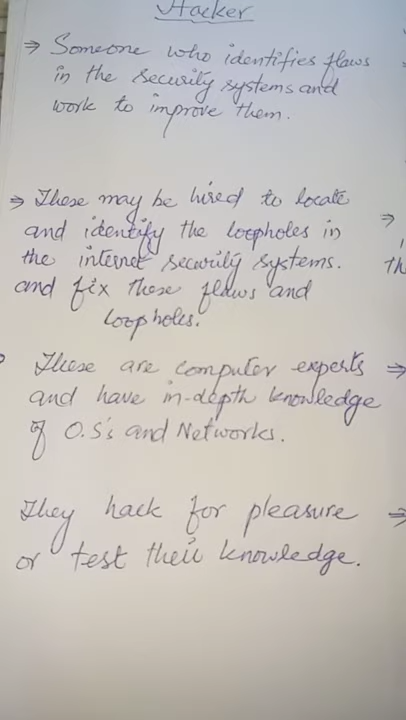 Hacker
⇒ Someone who identifies flaws
in the security systems and
work to improve them.
⇒ These may be hired to locate
and identify the loopholes in
the internet security systems.
and fix these flaws and
loopholes.
These are computer experts
and have in-depth knowledge
of O.S's and Networks.
They hack for pleasure
or test their knowledge.